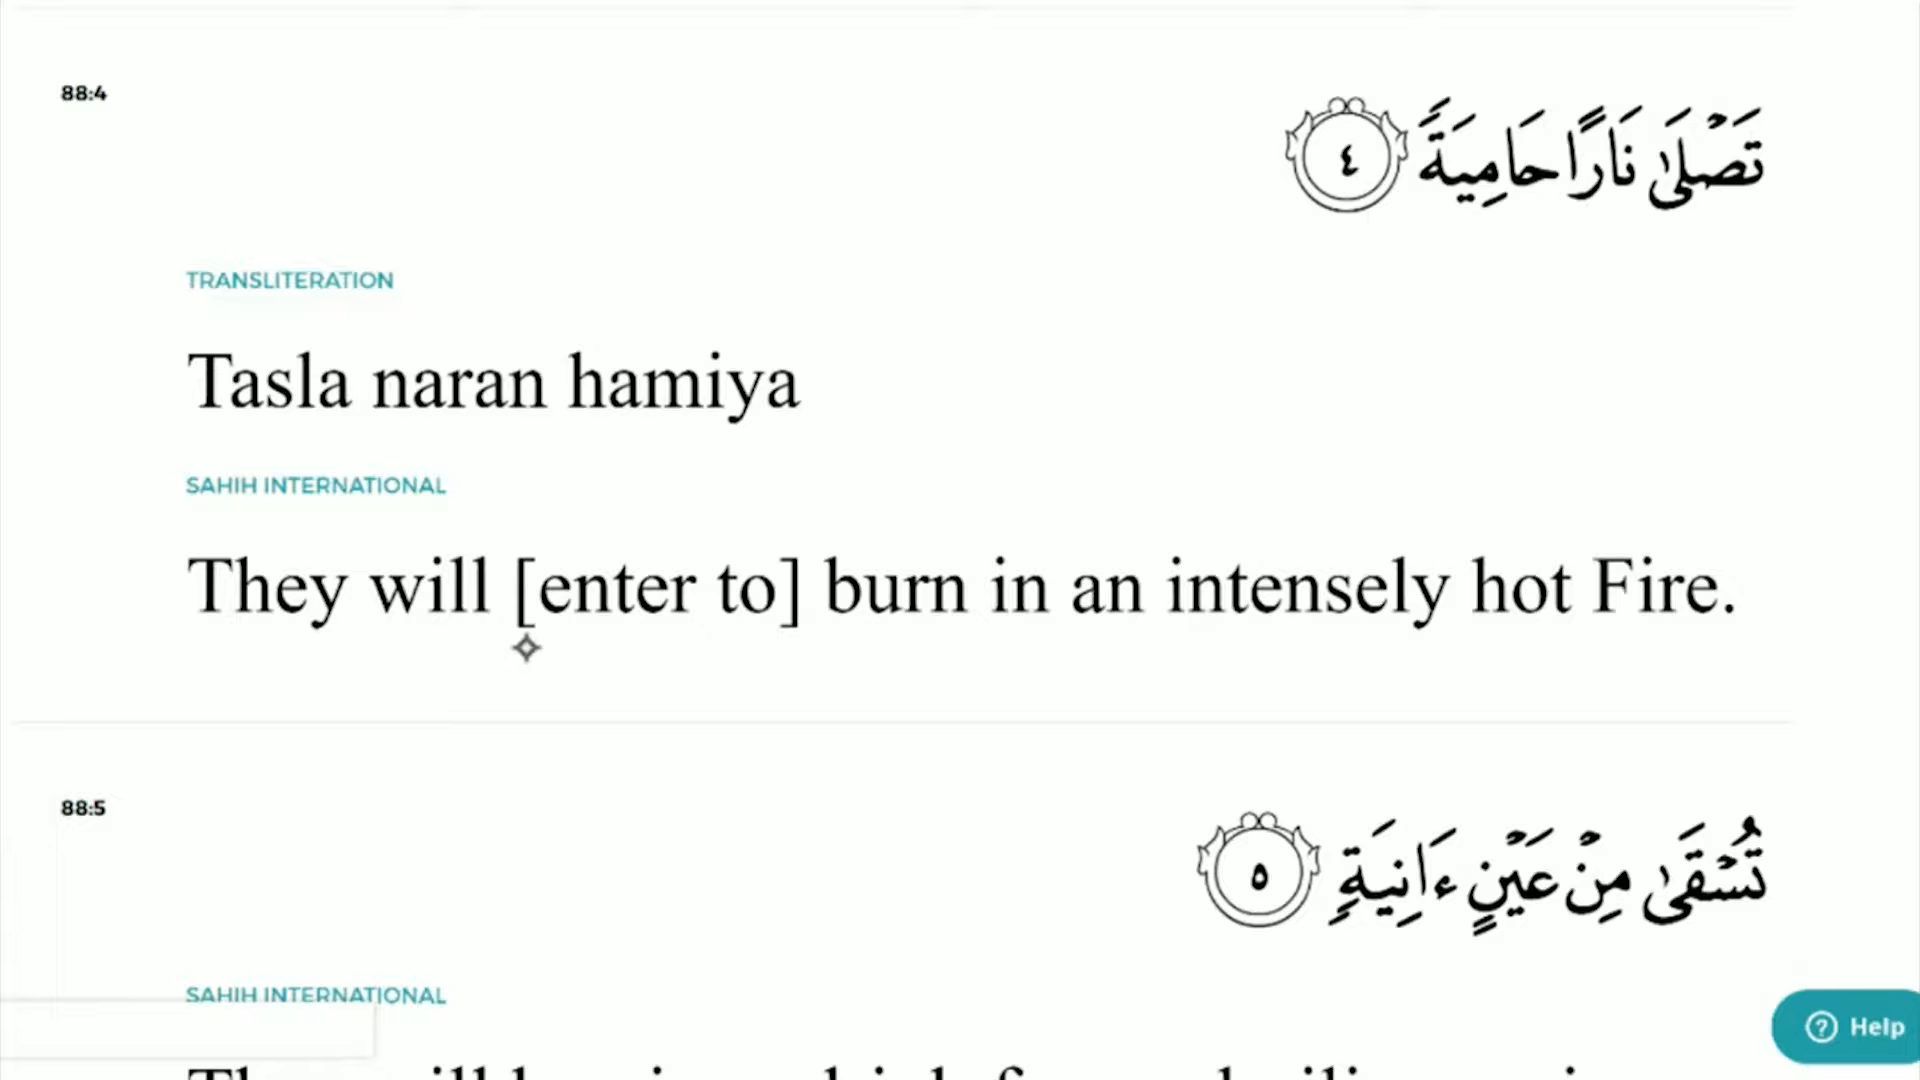 88:4
تَصْلَىٰ نَارًا حَامِيَةً ٤
TRANSLITERATION
Tasla naran hamiya
SAHIH INTERNATIONAL
They will [enter to] burn in an intensely hot Fire.
88:5
تُسْقَىٰ مِنْ عَيْنٍ ءَانِيَةٍ ٥
SAHIH INTERNATIONAL
Help